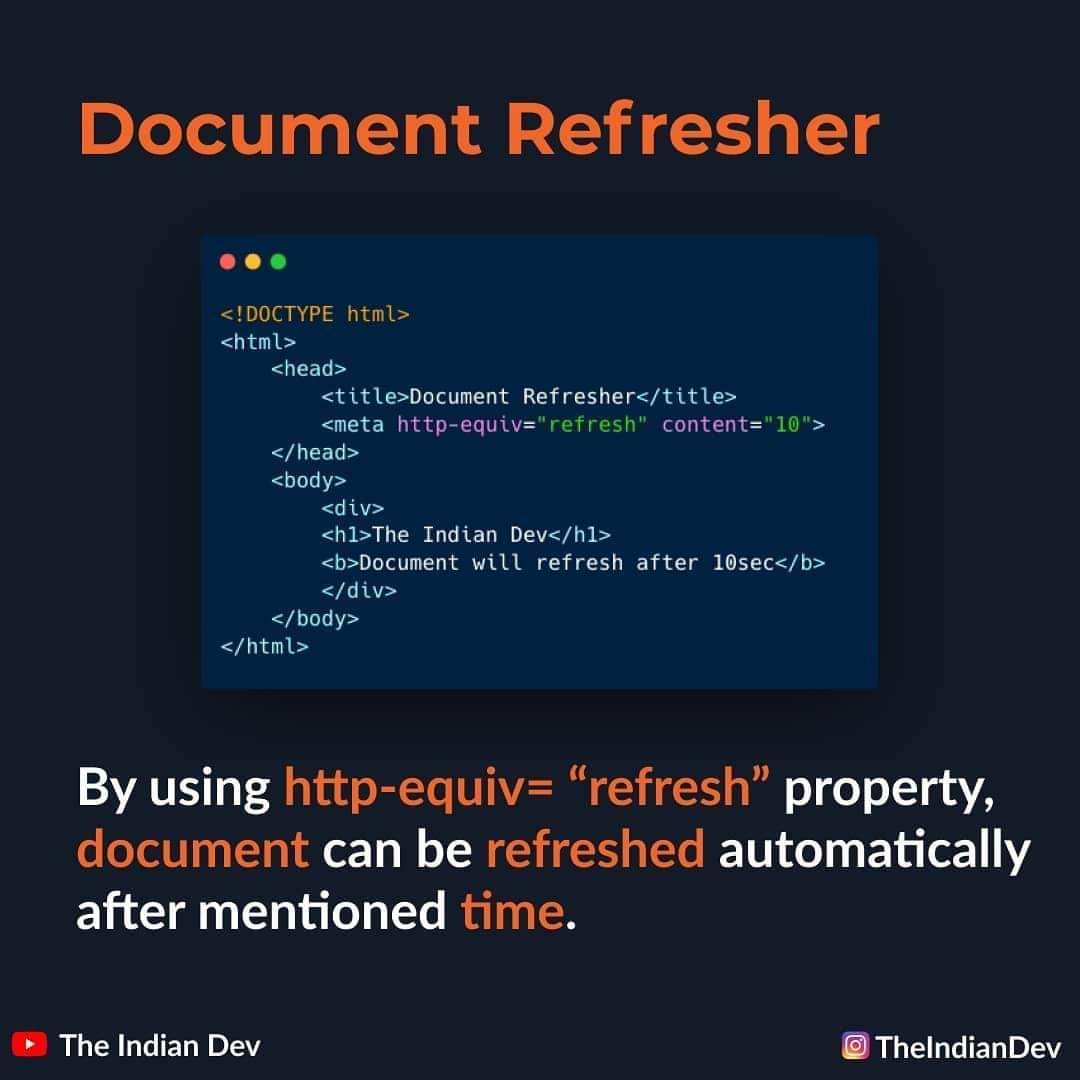 Document Refresher
<!DOCTYPE html>
<html>
    <head>
        <title>Document Refresher</title>
        <meta http-equiv="refresh" content="10">
    </head>
    <body>
        <div>
        <h1>The Indian Dev</h1>
        <b>Document will refresh after 10sec</b>
        </div>
    </body>
</html>
By using http-equiv= “refresh” property,
document can be refreshed automatically
after mentioned time.
The Indian Dev
TheIndianDev